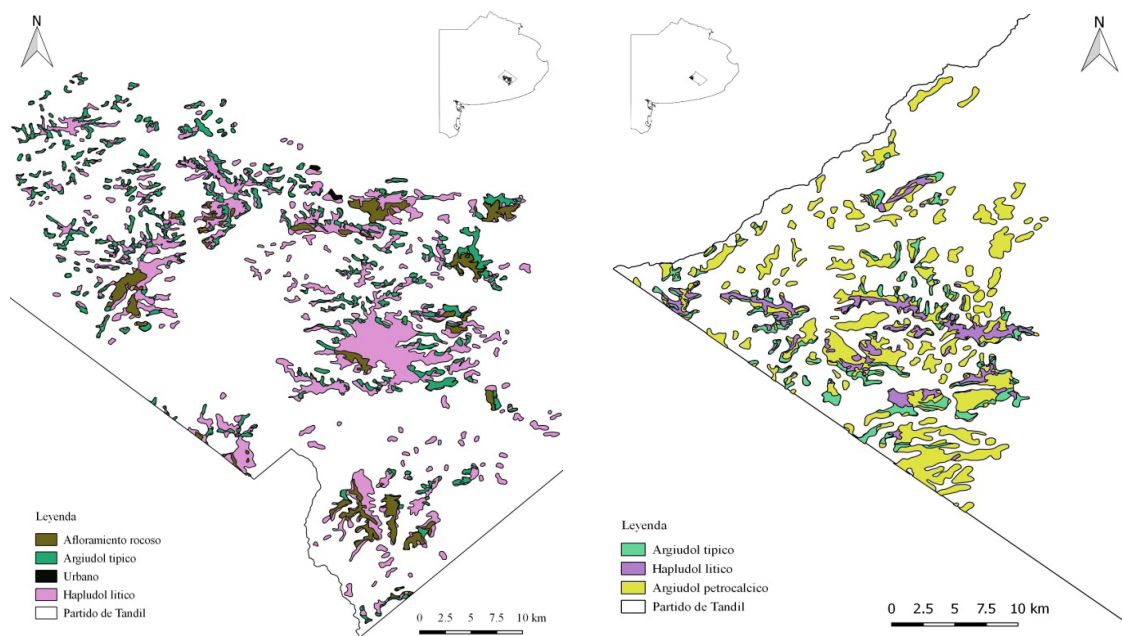 N
Leyenda
Afloramiento rocoso
Argiudol tipico
Urbano
Hapludol litico
Partido de Tandil
0 2.5 5 7.5 10 km
N
Leyenda
Argiudol tipico
Hapludol litico
Argiudol petrocalcico
Partido de Tandil
0 2.5 5 7.5 10 km